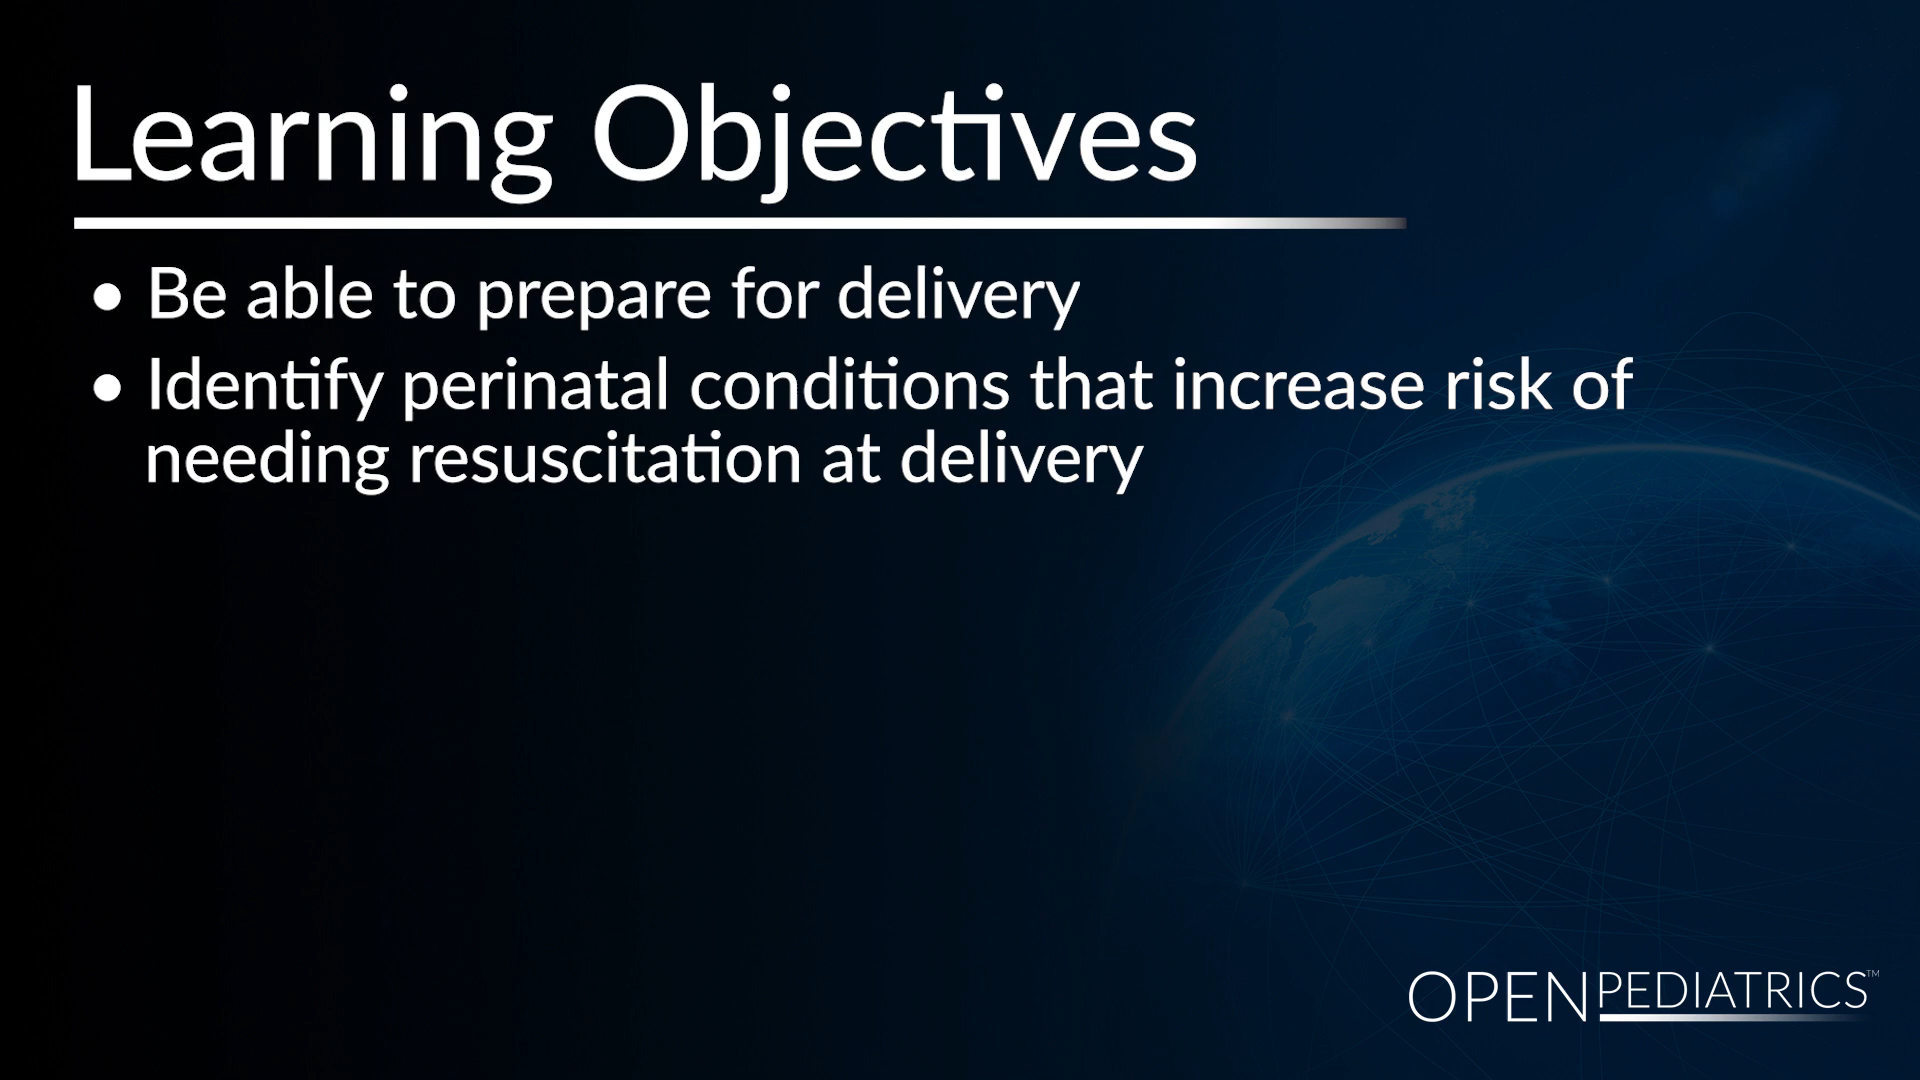 Learning Objectives
• Be able to prepare for delivery
• Identify perinatal conditions that increase risk of
needing resuscitation at delivery
OPENPEDIATRICS™